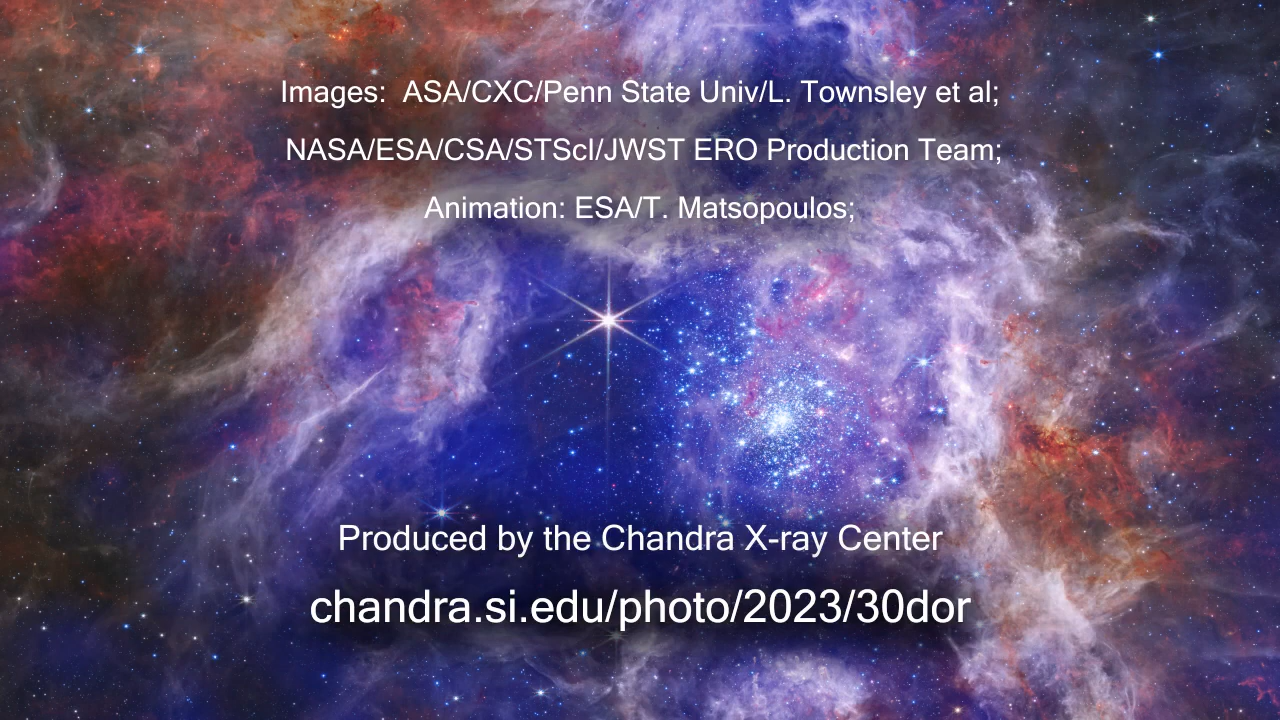 Images:  ASA/CXC/Penn State Univ/L. Townsley et al;
NASA/ESA/CSA/STScI/JWST ERO Production Team;
Animation: ESA/T. Matsopoulos;
Produced by the Chandra X-ray Center
chandra.si.edu/photo/2023/30dor